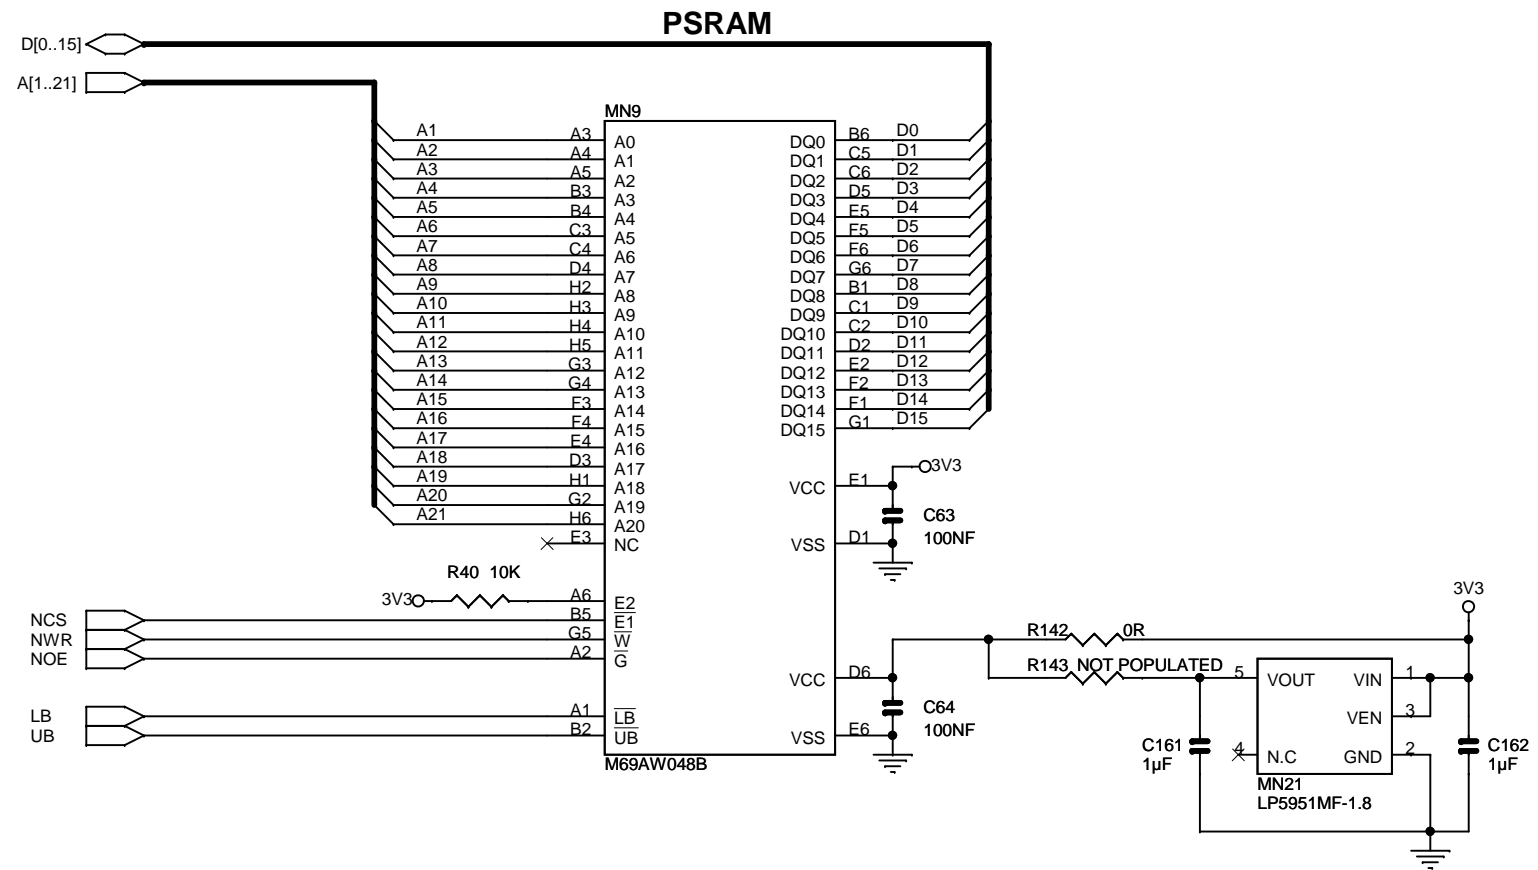 PSRAM
D[0..15]
A[1..21]
MN9
A1 A3 A0 DQ0 B6 D0
A2 A4 A1 DQ1 C5 D1
A3 A5 A2 DQ2 C6 D2
A4 B3 A3 DQ3 D5 D3
A5 B4 A4 DQ4 E5 D4
A6 C3 A5 DQ5 F5 D5
A7 C4 A6 DQ6 F6 D6
A8 D4 A7 DQ7 G6 D7
A9 H2 A8 DQ8 B1 D8
A10 H3 A9 DQ9 C1 D9
A11 H4 A10 DQ10 C2 D10
A12 H5 A11 DQ11 D2 D11
A13 G3 A12 DQ12 E2 D12
A14 G4 A13 DQ13 F2 D13
A15 F3 A14 DQ14 F1 D14
A16 F4 A15 DQ15 G1 D15
A17 E4 A16
A18 D3 A17 3V3
A19 H1 A18 VCC E1
A20 G2 A19
A21 H6 A20 C63
E3 NC VSS D1 100NF
R40 10K
3V3 A6 E2 3V3
NCS B5 E1
NWR G5 W R142 0R
NOE A2 G R143 NOT POPULATED
VCC D6 5 VOUT VIN 1
LB A1 LB C64 VEN 3
UB B2 UB VSS E6 100NF
C161 4 N.C GND 2 C162
1µF 1µF
M69AW048B
MN21
LP5951MF-1.8